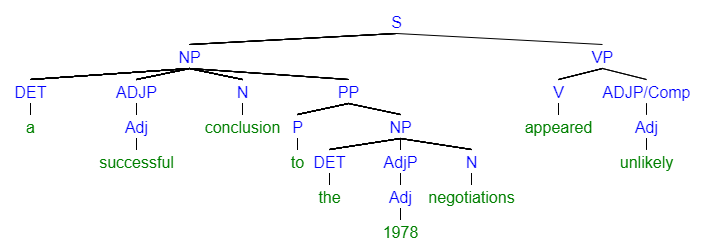 S
NP VP
DET ADJP N PP V ADJP/Comp
a Adj conclusion P NP appeared Adj
successful to DET AdjP N unlikely
the Adj negotiations
1978